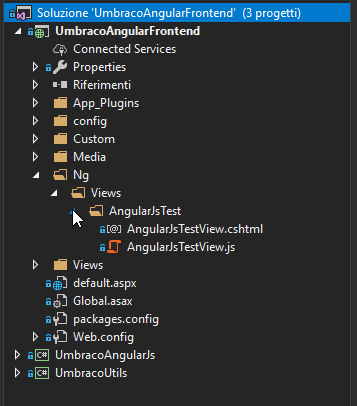 Soluzione 'UmbracoAngularFrontend' (3 progetti)
UmbracoAngularFrontend
Connected Services
Properties
Riferimenti
App_Plugins
config
Custom
Media
Ng
Views
AngularJsTest
AngularJsTestView.cshtml
AngularJsTestView.js
Views
default.aspx
Global.asax
packages.config
Web.config
C# UmbracoAngularJs
C# UmbracoUtils